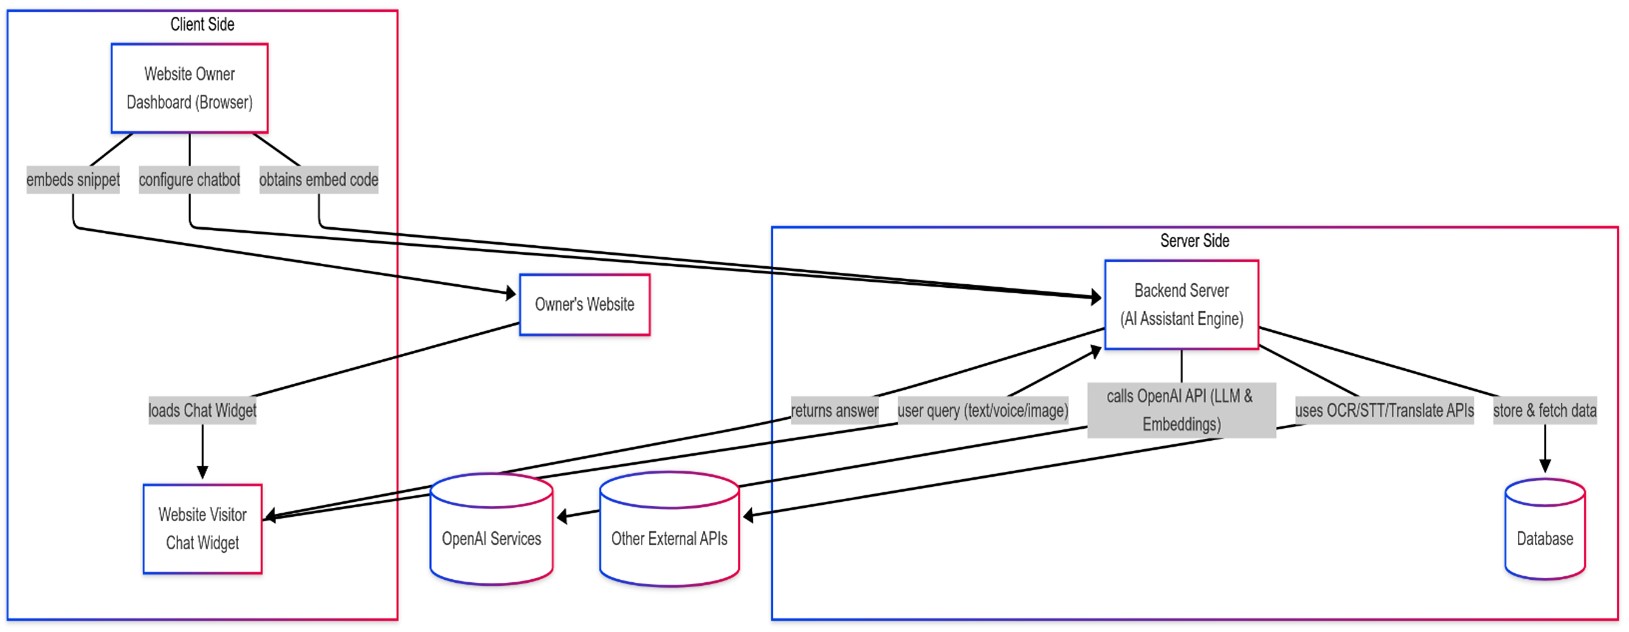 Client Side
Website Owner
Dashboard (Browser)
embeds snippet
configure chatbot
obtains embed code
Server Side
Backend Server
(AI Assistant Engine)
Owner's Website
loads Chat Widget
returns answer
user query (text/voice/image)
calls OpenAI API (LLM &
Embeddings)
uses OCR/STT/Translate APIs
store & fetch data
Website Visitor
Chat Widget
OpenAI Services
Other External APIs
Database